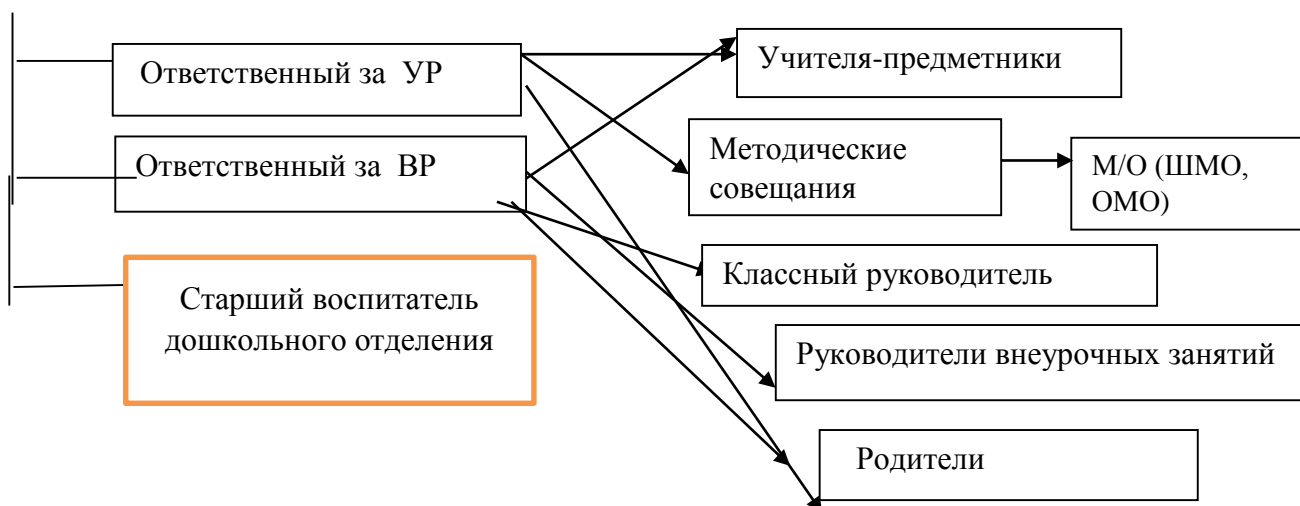 Ответственный за УР
Учителя-предметники
Методические
совещания
М/О (ШМО,
ОМО)
Ответственный за ВР
Классный руководитель
Старший воспитатель
дошкольного отделения
Руководители внеурочных занятий
Родители